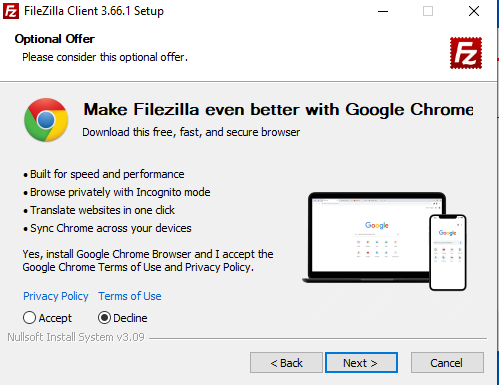 FileZilla Client 3.66.1 Setup
Optional Offer
Please consider this optional offer.
Fz
Make Filezilla even better with Google Chrome
Download this free, fast, and secure browser
• Built for speed and performance
• Browse privately with Incognito mode
• Translate websites in one click
• Sync Chrome across your devices
Google
Google
Yes, install Google Chrome Browser and I accept the
Google Chrome Terms of Use and Privacy Policy.
Privacy Policy Terms of Use
Accept Decline
Nullsoft Install System v3.09
< Back Next > Cancel